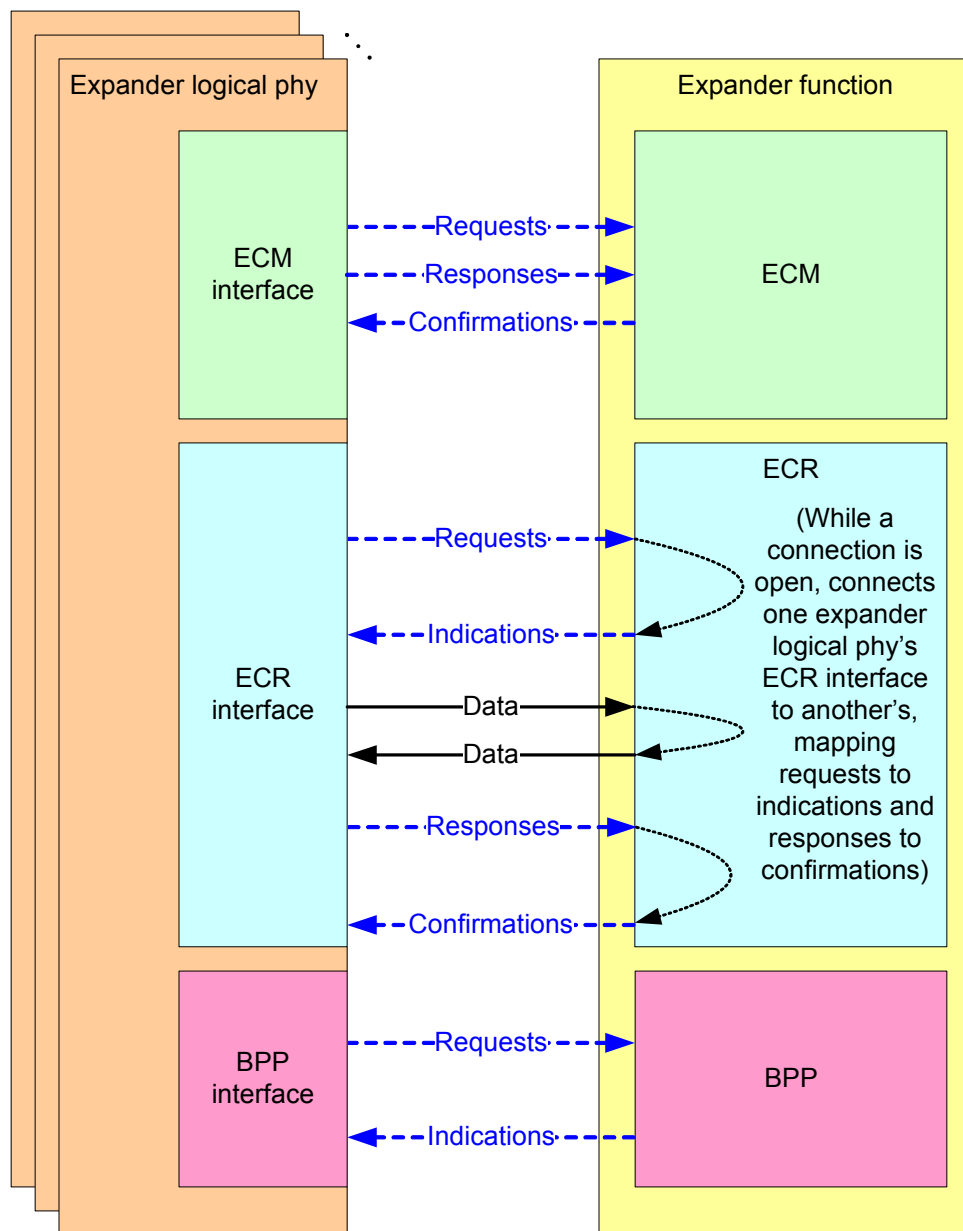 Expander logical phy
Expander function
ECM
interface
Requests
Responses
Confirmations
ECM
ECR
interface
Requests
Indications
Data
Data
Responses
Confirmations
ECR
(While a
connection is
open, connects
one expander
logical phy's
ECR interface
to another's,
mapping
requests to
indications and
responses to
confirmations)
BPP
interface
Requests
Indications
BPP